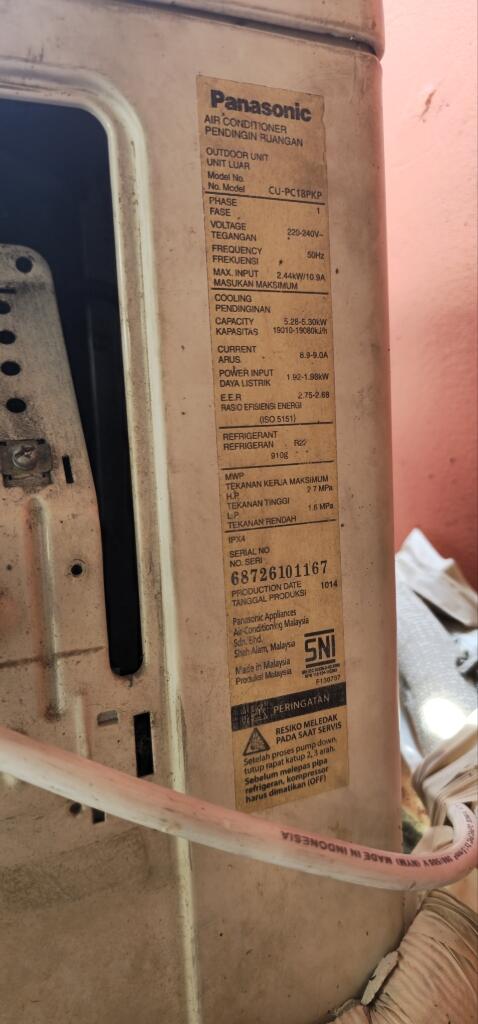 Panasonic
AIR CONDITIONER
PENDINGIN RUANGAN
OUTDOOR UNIT
UNIT LUAR
Model No.
No. Model CU-PC18PKP
PHASE
FASE 1
VOLTAGE
TEGANGAN 220-240V~
FREQUENCY
FREKUENSI 50Hz
MAX. INPUT 2.44kW/10.9A
MASUKAN MAKSIMUM
COOLING
PENDINGINAN
CAPACITY 5.28-5.30kW
KAPASITAS 19010-19080kJ/h
CURRENT
ARUS 8.9-9.0A
POWER INPUT
DAYA LISTRIK 1.92-1.98kW
E.E.R 2.75-2.68
RASIO EFISIENSI ENERGI
(ISO 5151)
REFRIGERANT
REFRIGERAN R22
910g
MWP
TEKANAN KERJA MAKSIMUM
H.P. 2.7 MPa
TEKANAN TINGGI
L.P. 1.6 MPa
TEKANAN RENDAH
IPX4
SERIAL NO
NO. SERI
68726101167
PRODUCTION DATE 1014
TANGGAL PRODUKSI
Panasonic Appliances
Air-Conditioning Malaysia
Sdn. Bhd.
Shah Alam, Malaysia
SNI
Made in Malaysia
Produksi Malaysia
F130757
PERINGATAN
RESIKO MELEDAK
PADA SAAT SERVIS
Setelah proses pump down,
tutup rapat katup 2, 3 arah.
Sebelum melepas pipa
refrigeran, kompressor
harus dimatikan (OFF)
300/500 V (NYM) MADE IN INDONESIA